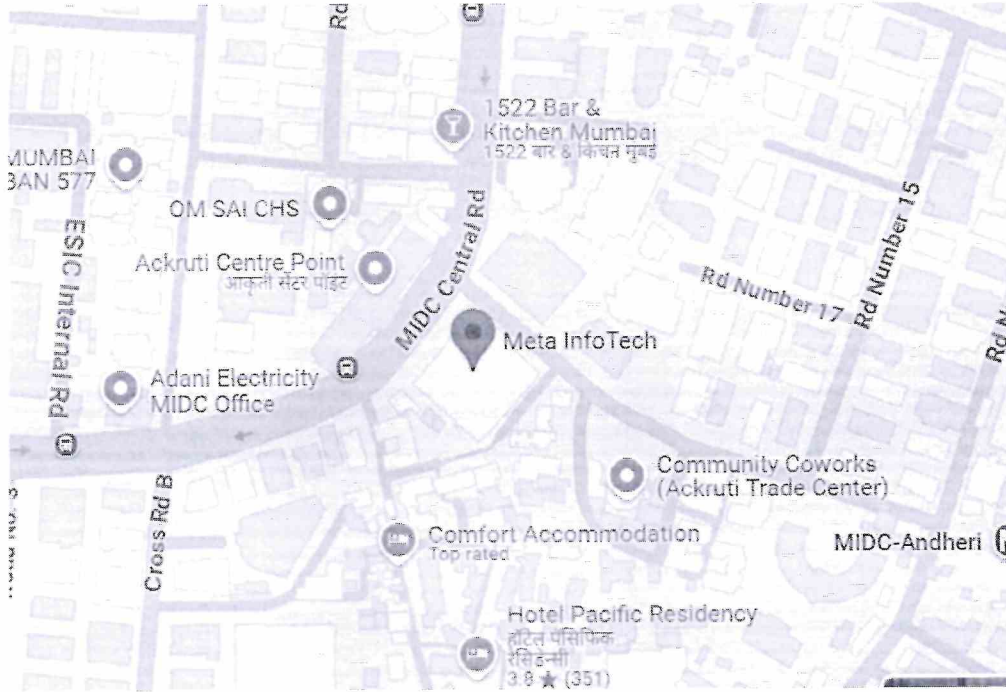 Rd
1522 Bar &
Kitchen Mumbai
1522 बार & किचन मुंबई
MUMBAI
BAN 577
OM SAI CHS
Rd Number 15
ESIC Internal Rd
Ackruti Centre Point
आकृती सेंटर पॉइंट
MIDC Central Rd
Rd Number 17
Meta InfoTech
Adani Electricity
MIDC Office
Community Coworks
(Ackruti Trade Center)
Cross Rd B
Comfort Accommodation
Top rated
MIDC-Andheri
Hotel Pacific Residency
हॉटेल पॅसिफिक
रेसिडेन्सी
3.9 ★ (351)